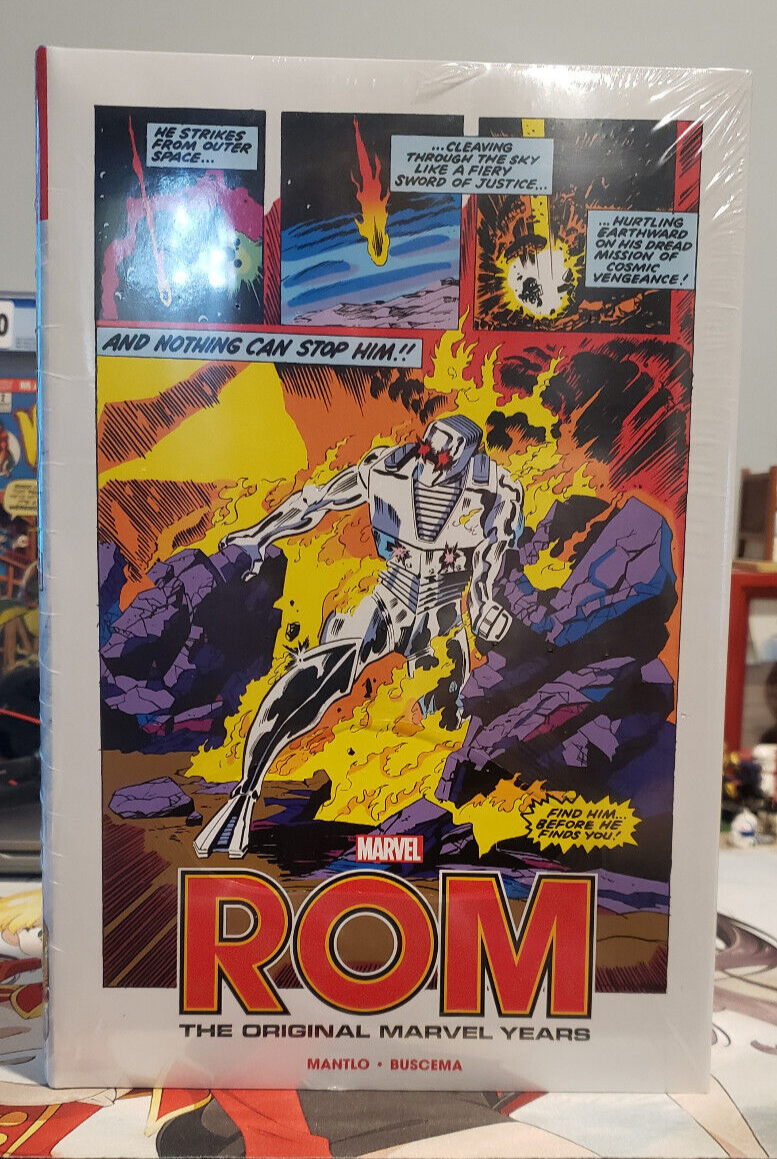 HE STRIKES
FROM OUTER
SPACE...
...CLEAVING
THROUGH THE SKY
LIKE A FIERY
SWORD OF JUSTICE...
...HURTLING
EARTHWARD
ON HIS DREAD
MISSION OF
COSMIC
VENGEANCE!
AND NOTHING CAN STOP HIM!!
FIND HIM...
BEFORE HE
FINDS YOU!
MARVEL
ROM
THE ORIGINAL MARVEL YEARS
MANTLO • BUSCEMA